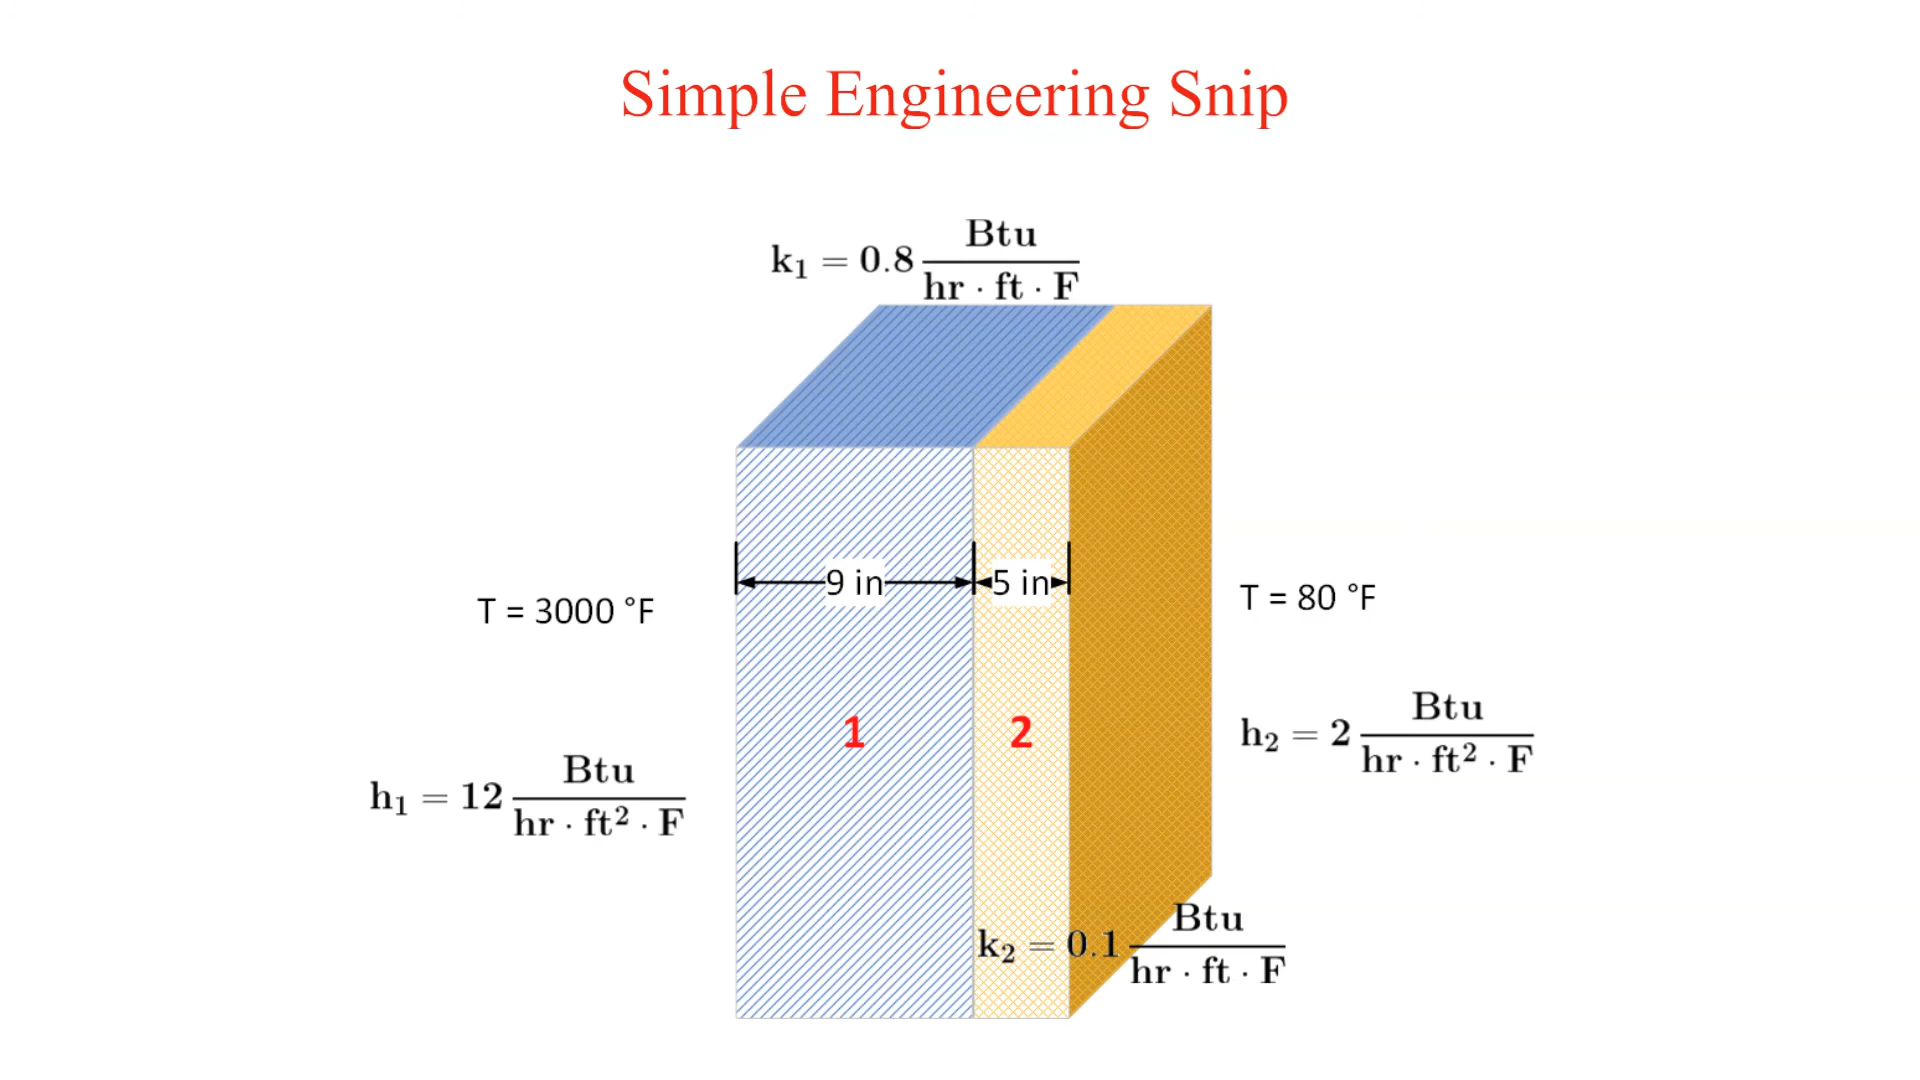 Simple Engineering Snip
k₁ = 0.8 Btu / hr · ft · F
9 in 5 in
T = 3000 °F
T = 80 °F
1 2
h₂ = 2 Btu / hr · ft² · F
h₁ = 12 Btu / hr · ft² · F
k₂ = 0.1 Btu / hr · ft · F